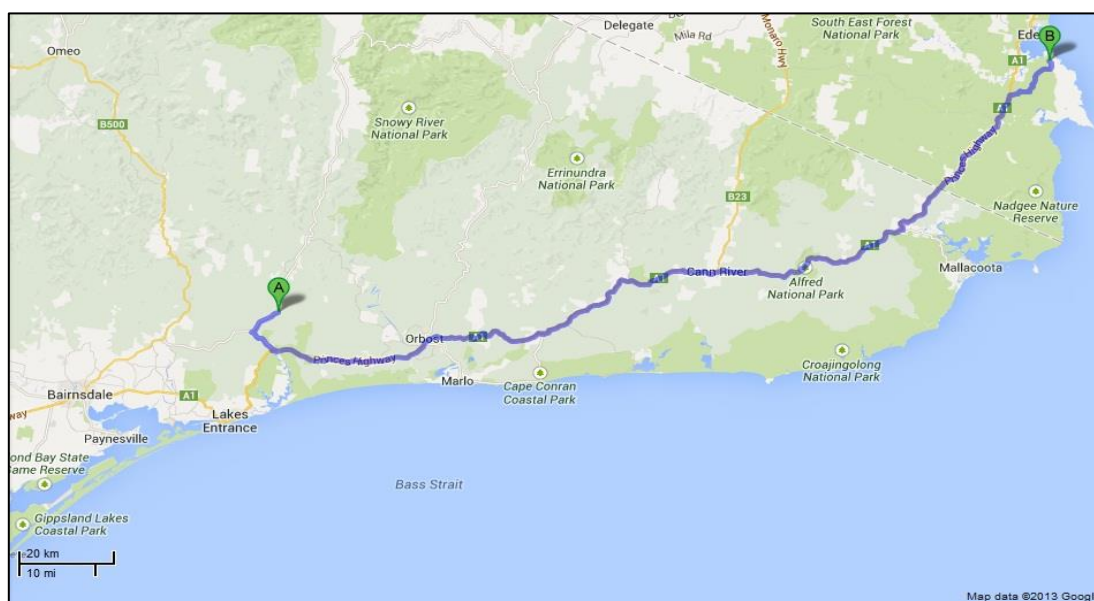 Delegate
South East Forest
National Park
Mila Rd
Monaro Hwy
Omeo
B
A1
B500
Snowy River
National Park
Errinundra
National Park
B23
Nadgee Nature
Reserve
A
A1
Cann River
A1
Mallacoota
Alfred
National Park
Orbost
A1
Princes Highway
Marlo
Cape Conran
Coastal Park
Croajingolong
National Park
Bairnsdale
A1
Lakes
Entrance
Paynesville
Bass Strait
Gippsland Lakes
Coastal Park
20 km
10 mi
Map data ©2013 Googl